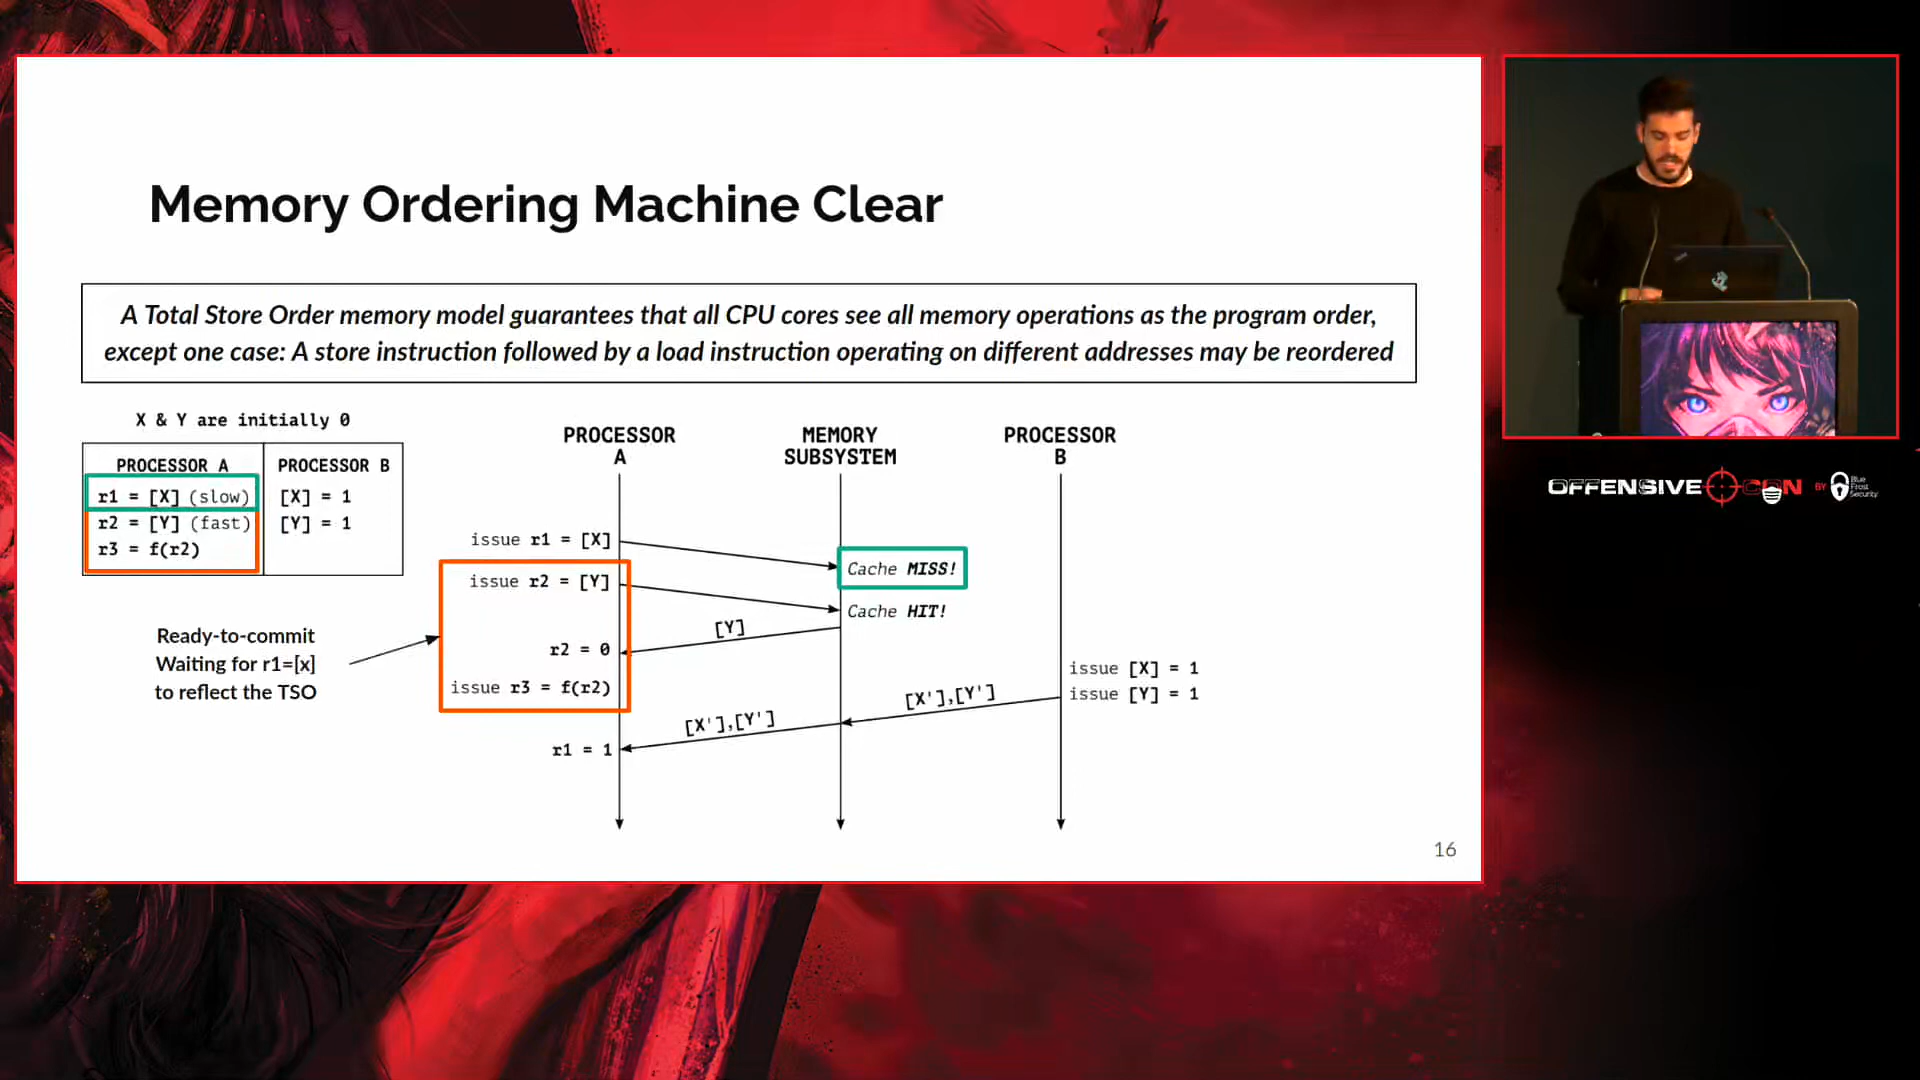 Memory Ordering Machine Clear
A Total Store Order memory model guarantees that all CPU cores see all memory operations as the program order,
except one case: A store instruction followed by a load instruction operating on different addresses may be reordered
X & Y are initially 0
PROCESSOR A
r1 = [X] (slow)
r2 = [Y] (fast)
r3 = f(r2)
PROCESSOR B
[X] = 1
[Y] = 1
Ready-to-commit
Waiting for r1=[x]
to reflect the TSO
PROCESSOR
A
MEMORY
SUBSYSTEM
PROCESSOR
B
issue r1 = [X]
Cache MISS!
issue r2 = [Y]
Cache HIT!
[Y]
r2 = 0
issue [X] = 1
issue r3 = f(r2)
issue [Y] = 1
[X'],[Y']
[X'],[Y']
r1 = 1
16
OFFENSIVE CON
BY
Blue
Frost
Security